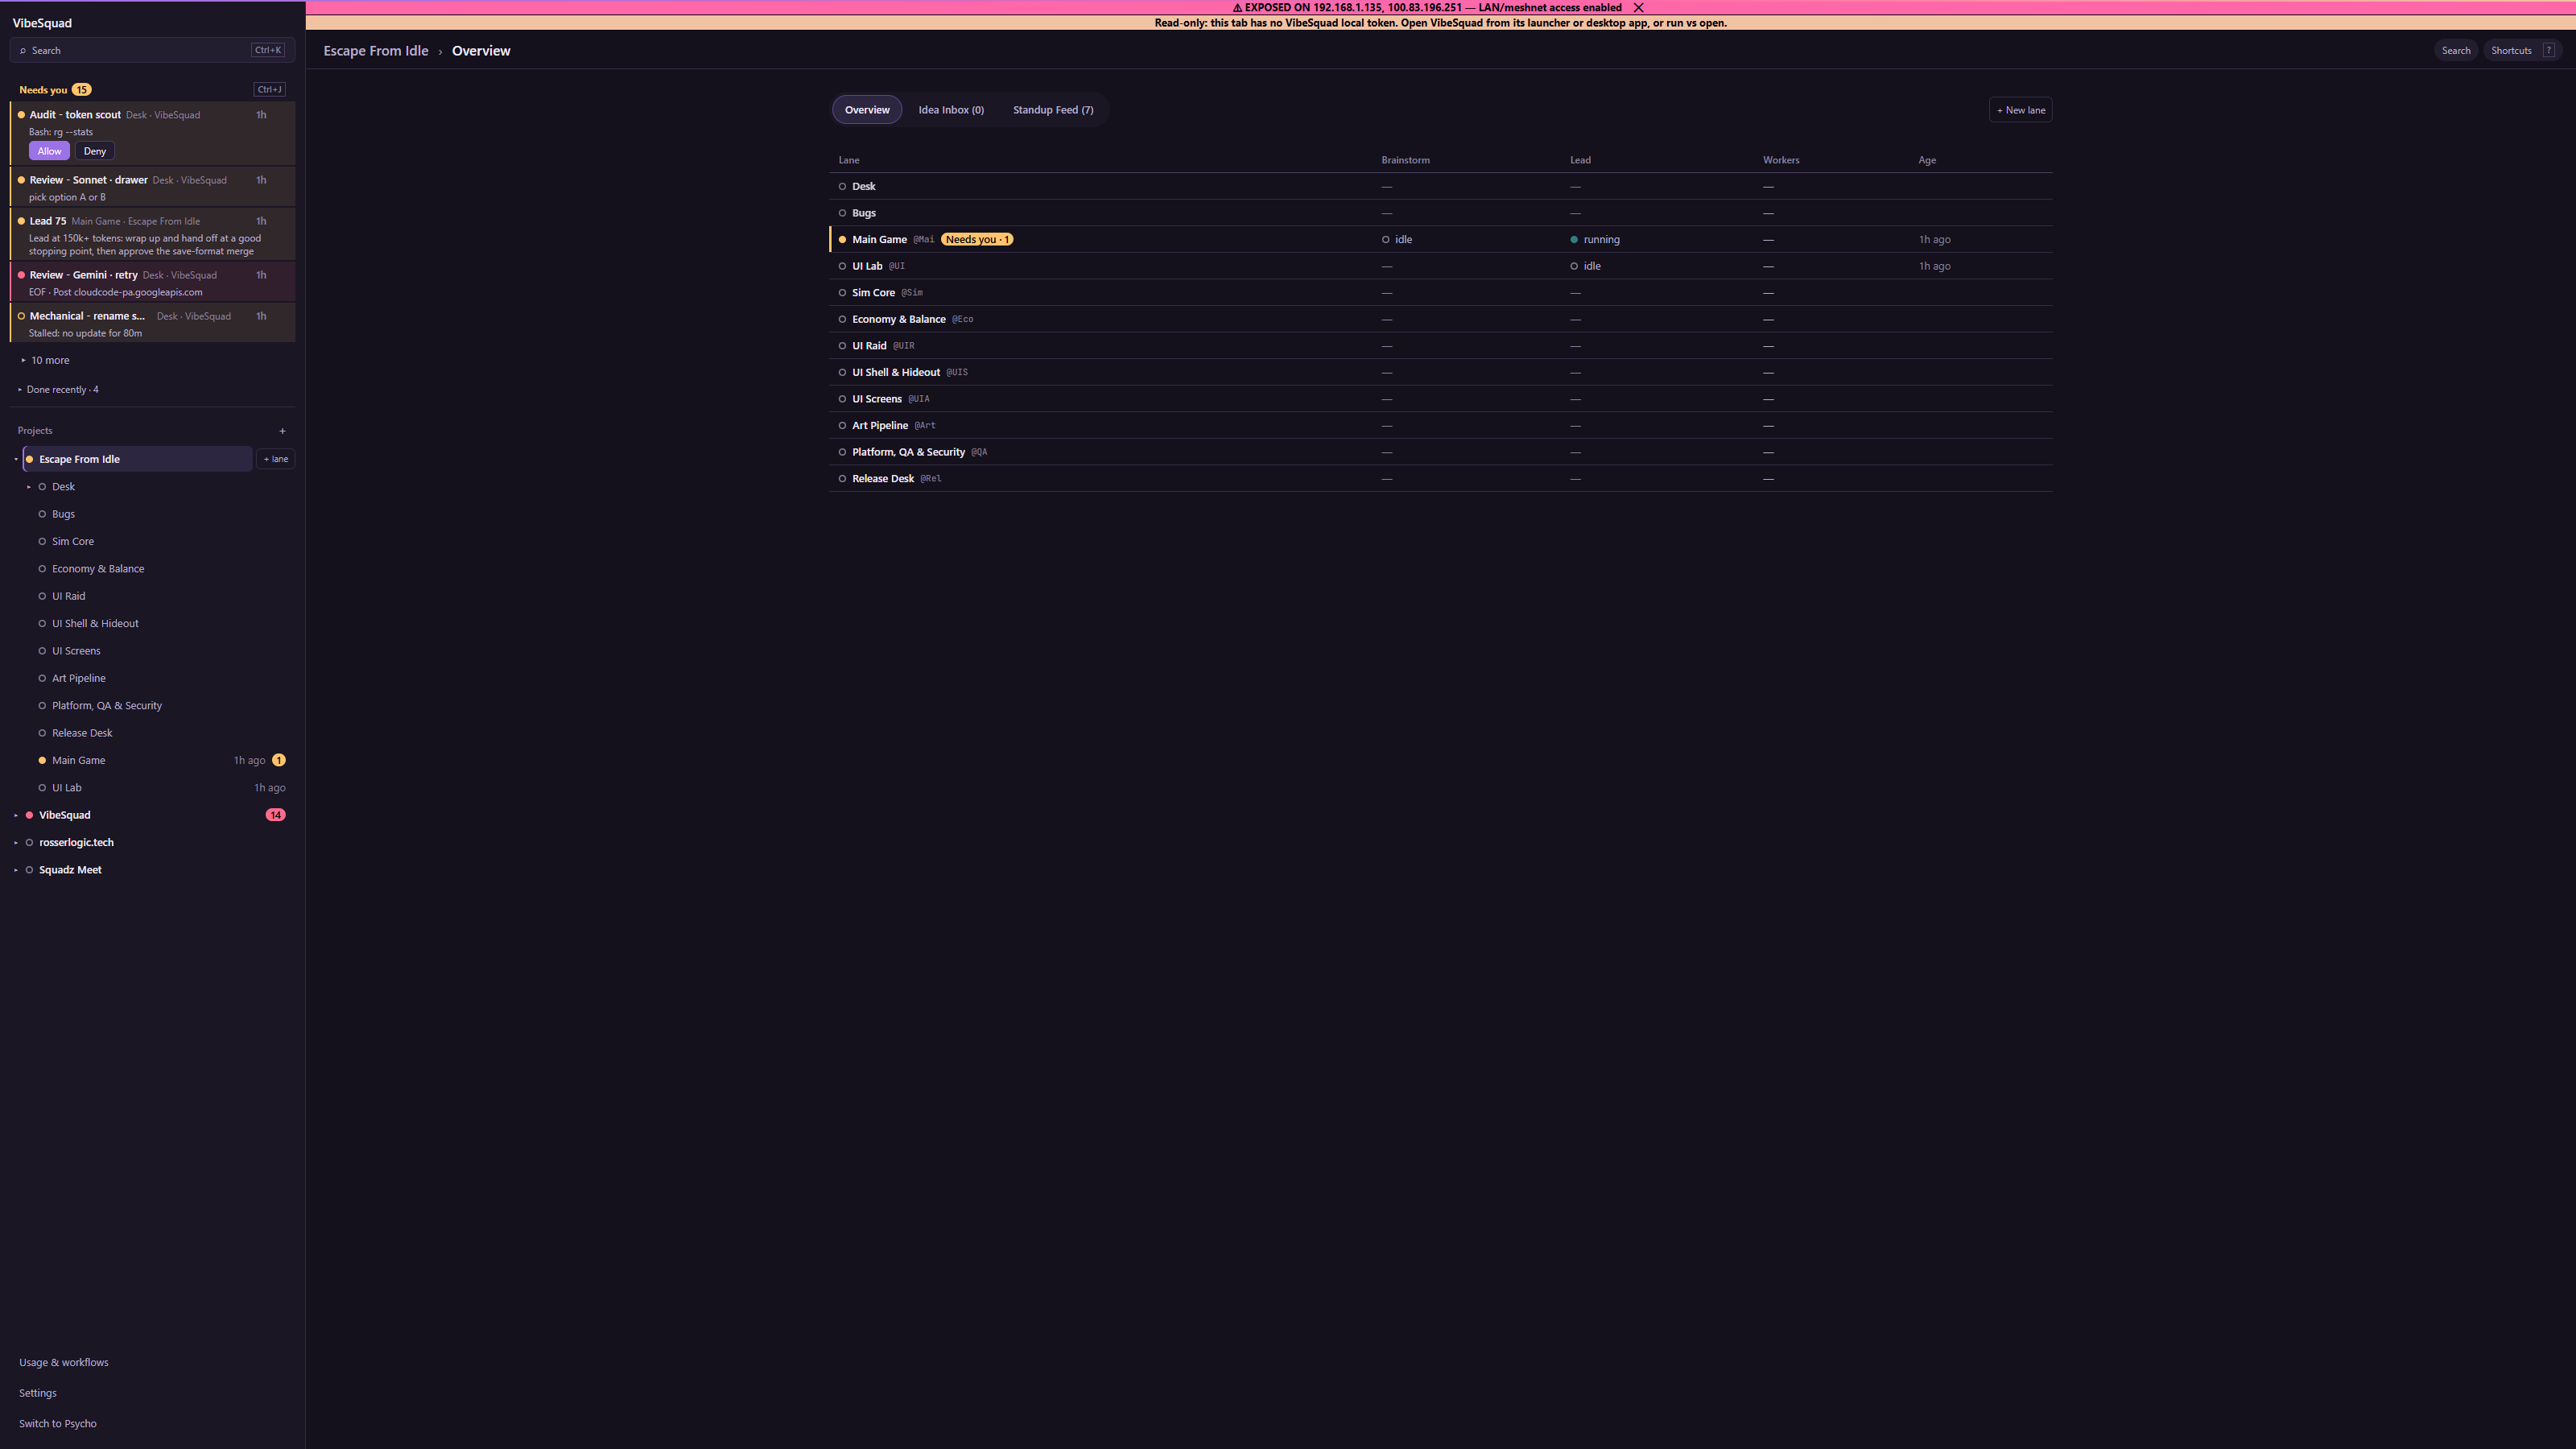 VibeSquad
Search Ctrl+K
Needs you 15 Ctrl+J
Audit - token scout Desk · VibeSquad 1h
Bash: rg --stats
Allow Deny
Review - Sonnet · drawer Desk · VibeSquad 1h
pick option A or B
Lead 75 Main Game · Escape From Idle 1h
Lead at 150k+ tokens: wrap up and hand off at a good
stopping point, then approve the save-format merge
Review - Gemini · retry Desk · VibeSquad 1h
EOF · Post cloudcode-pa.googleapis.com
Mechanical - rename s... Desk · VibeSquad 1h
Stalled: no update for 80m
10 more
Done recently · 4
Projects +
Escape From Idle + lane
Desk
Bugs
Sim Core
Economy & Balance
UI Raid
UI Shell & Hideout
UI Screens
Art Pipeline
Platform, QA & Security
Release Desk
Main Game 1h ago 1
UI Lab 1h ago
VibeSquad 14
rosserlogic.tech
Squadz Meet
Usage & workflows
Settings
Switch to Psycho
⚠ EXPOSED ON 192.168.1.135, 100.83.196.251 — LAN/meshnet access enabled
Read-only: this tab has no VibeSquad local token. Open VibeSquad from its launcher or desktop app, or run vs open.
Escape From Idle › Overview
Search Shortcuts ?
Overview Idea Inbox (0) Standup Feed (7) + New lane
Lane Brainstorm Lead Workers Age
Desk — — —
Bugs — — —
Main Game @Mai Needs you · 1 idle running — 1h ago
UI Lab @UI — idle — 1h ago
Sim Core @Sim — — —
Economy & Balance @Eco — — —
UI Raid @UIR — — —
UI Shell & Hideout @UIS — — —
UI Screens @UIA — — —
Art Pipeline @Art — — —
Platform, QA & Security @QA — — —
Release Desk @Rel — — —